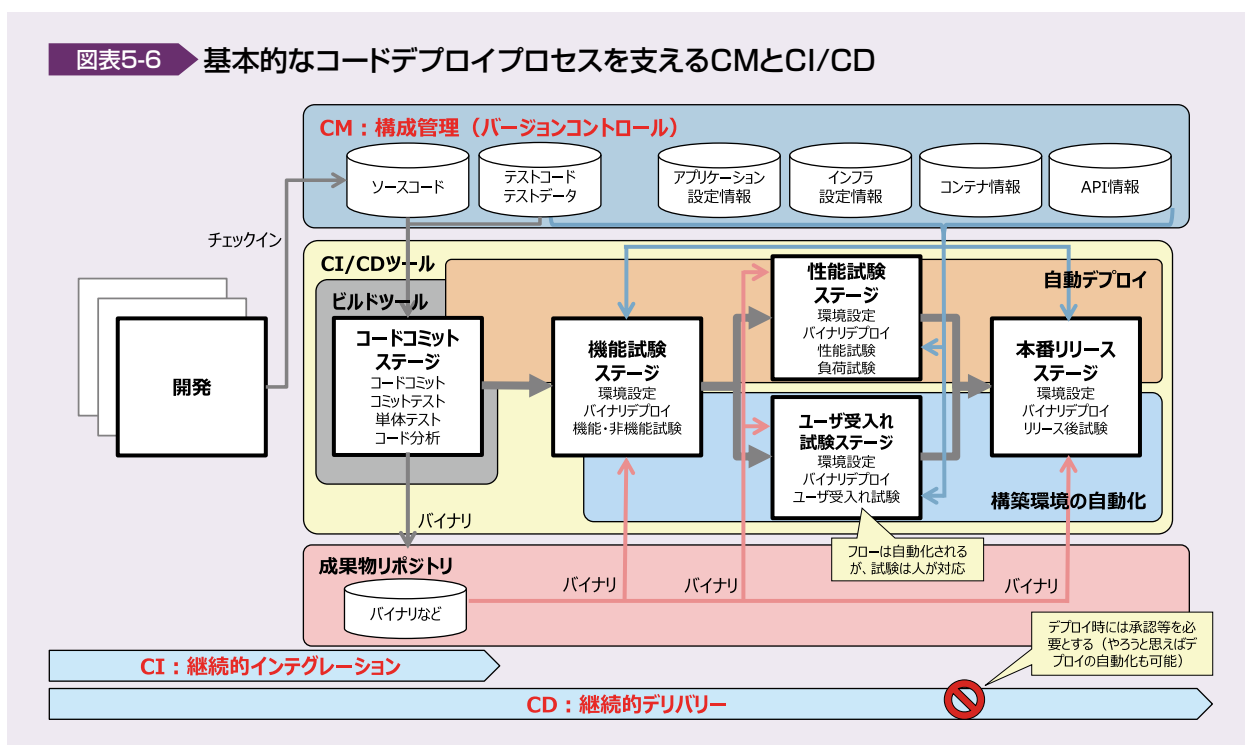 図表5-6
基本的なコードデプロイプロセスを支えるCMとCI/CD
CM:構成管理(バージョンコントロール)
ソースコード
テストコード
テストデータ
アプリケーション
設定情報
インフラ
設定情報
コンテナ情報
API情報
チェックイン
CI/CDツール
ビルドツール
自動デプロイ
開発
コードコミット
ステージ
コードコミット
コミットテスト
単体テスト
コード分析
機能試験
ステージ
環境設定
バイナリデプロイ
機能・非機能試験
性能試験
ステージ
環境設定
バイナリデプロイ
性能試験
負荷試験
ユーザ受入れ
試験ステージ
環境設定
バイナリデプロイ
ユーザ受入れ試験
本番リリース
ステージ
環境設定
バイナリデプロイ
リリース後試験
構築環境の自動化
バイナリ
フローは自動化される
が、試験は人が対応
成果物リポジトリ
バイナリなど
バイナリ
バイナリ
バイナリ
デプロイ時には承認等を必
要とする(やろうと思えばデ
プロイの自動化も可能)
CI:継続的インテグレーション
CD:継続的デリバリー